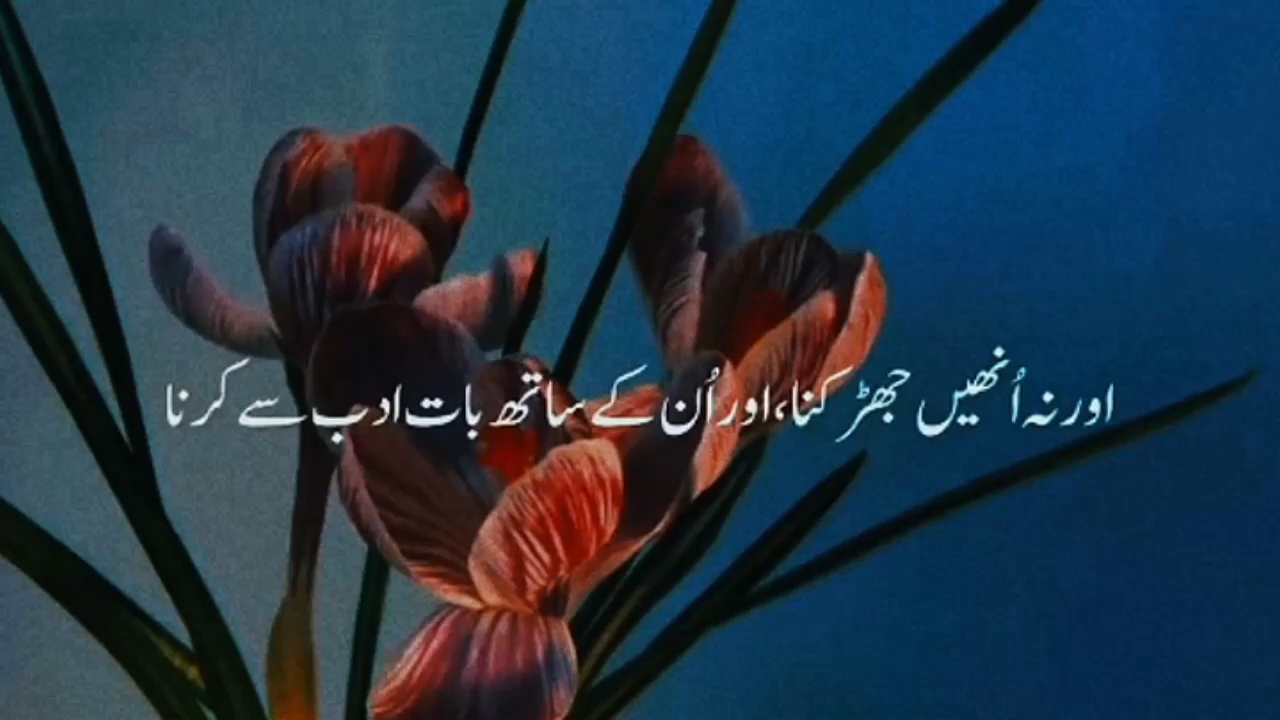 اور نہ اُنھیں جھڑکنا، اور اُن کے ساتھ بات ادب سے کرنا